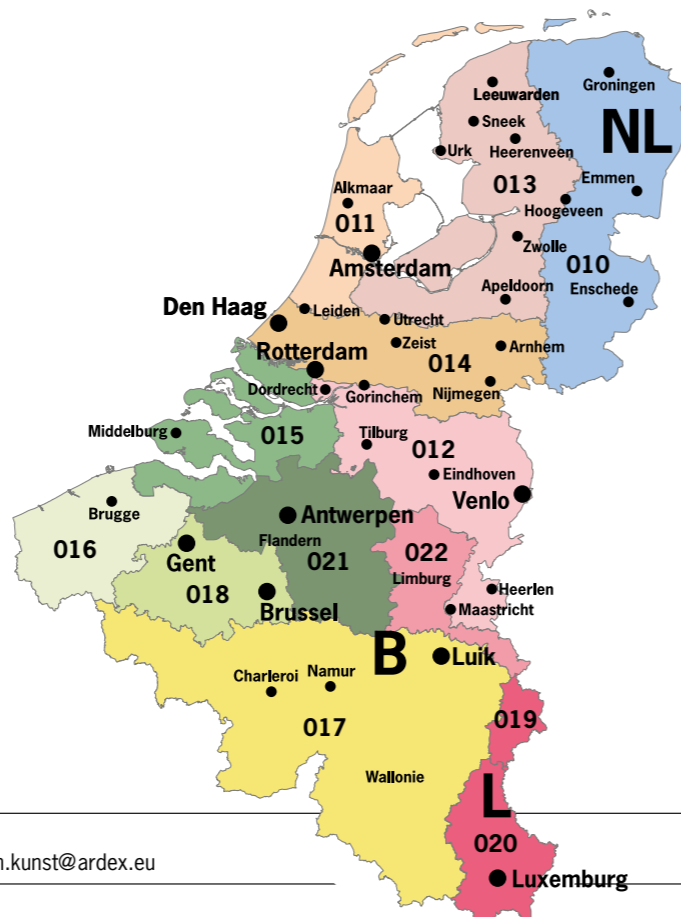 Groningen
Leeuwarden
NL
Sneek
Heerenveen
Urk
Emmen
013
Alkmaar
Hoogeveen
011
Zwolle
Amsterdam
010
Apeldoorn
Enschede
Den Haag
Leiden
Utrecht
Zeist
Arnhem
Rotterdam
014
Dordrecht
Gorinchem
Nijmegen
Middelburg
015
Tilburg
012
Eindhoven
Venlo
Brugge
Antwerpen
Flandern
016
Gent
021
022
Limburg
018
Heerlen
Brussel
Maastricht
B
Luik
Charleroi
Namur
019
017
Wallonie
L
020
n.kunst@ardex.eu
Luxemburg